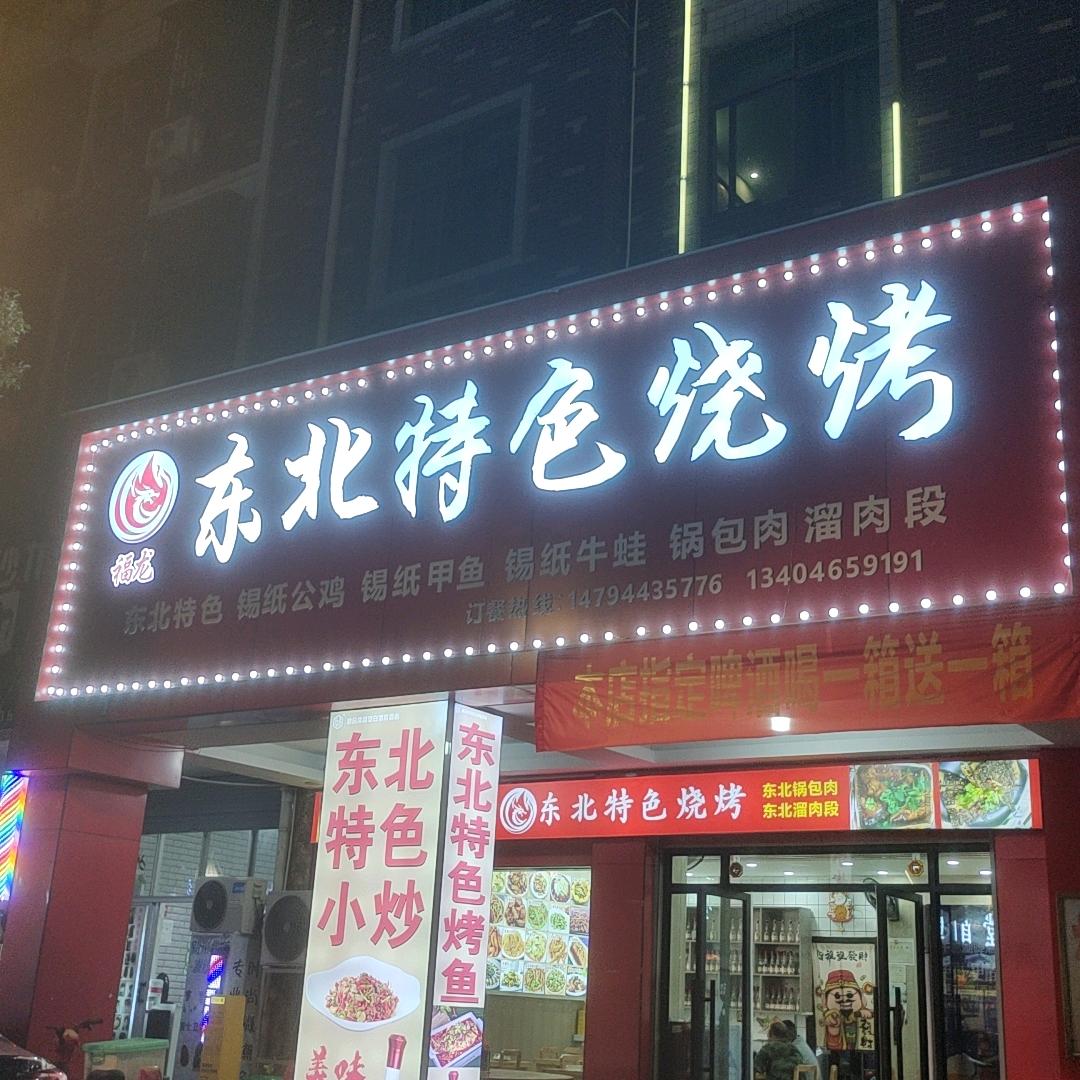 东北特色烧烤
福龙
东北特色 锡纸公鸡 锡纸甲鱼 锡纸牛蛙 锅包肉 溜肉段
订餐热线:14794435776 13404659191
本店指定啤酒喝一箱送一箱
东北特色烧烤
东北锅包肉
东北溜肉段
东北
特色
小炒
美味
东北特色烤鱼